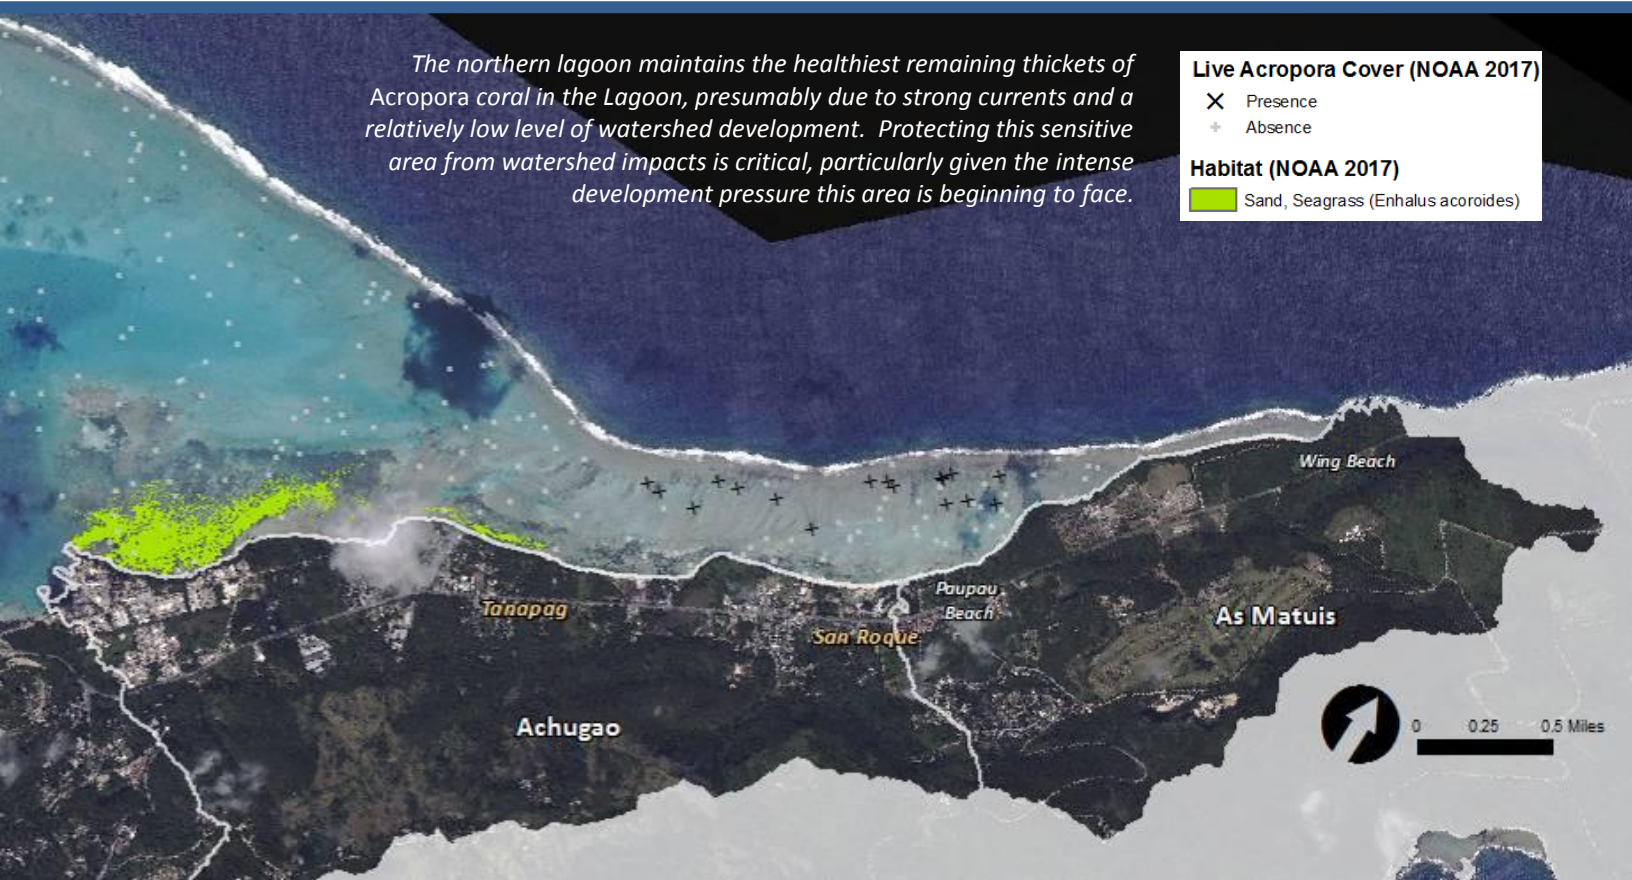 The northern lagoon maintains the healthiest remaining thickets of
Acropora coral in the Lagoon, presumably due to strong currents and a
relatively low level of watershed development. Protecting this sensitive
area from watershed impacts is critical, particularly given the intense
development pressure this area is beginning to face.
Live Acropora Cover (NOAA 2017)
Presence
Absence
Habitat (NOAA 2017)
Sand, Seagrass (Enhalus acoroides)
Wing Beach
Paupau
Beach
Tanapag
San Roque
As Matuis
Achugao
0 0.25 0.5 Miles